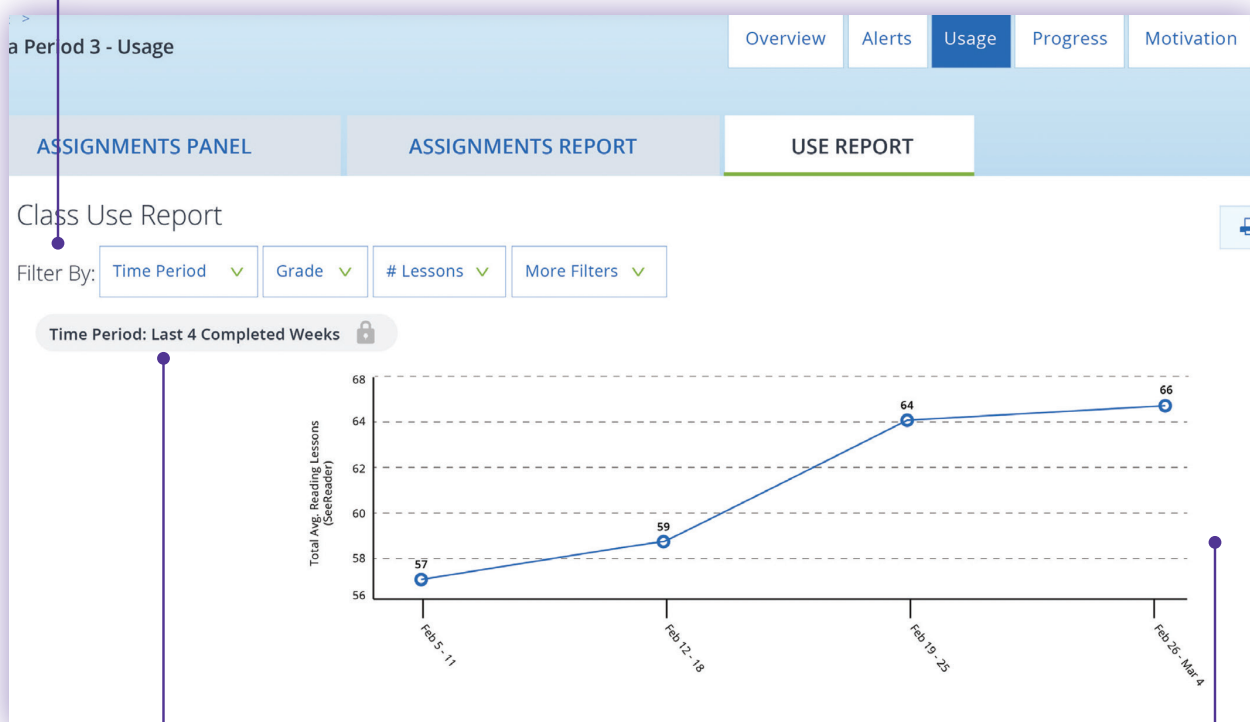 >
a Period 3 - Usage
Overview Alerts Usage Progress Motivation
ASSIGNMENTS PANEL ASSIGNMENTS REPORT USE REPORT
Class Use Report
Filter By: Time Period Grade # Lessons More Filters
Time Period: Last 4 Completed Weeks
Total Avg. Reading Lessons
(SeeReader)
68
64
62
60
58
56
57
59
64
66
Feb 5 - 11
Feb 12 - 18
Feb 19 - 25
Feb 26 - Mar 4